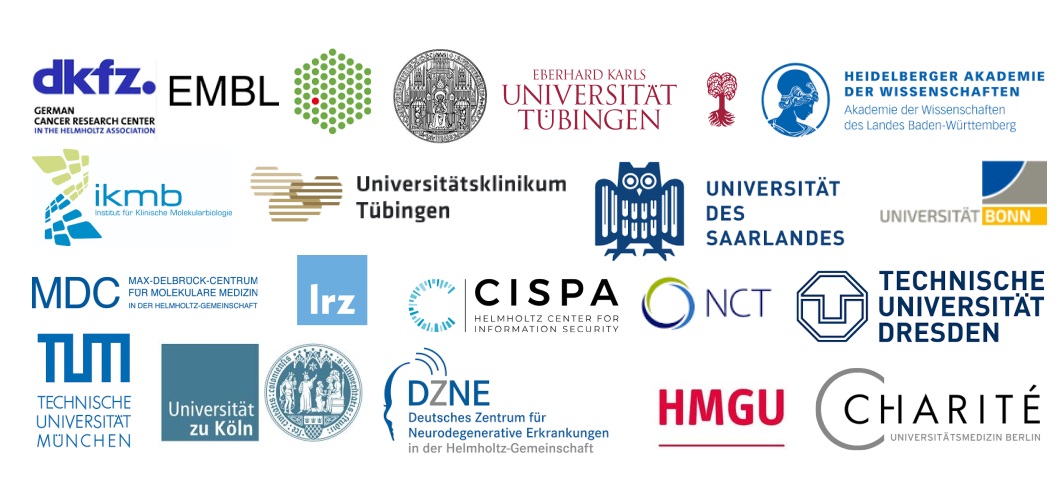 dkfz.
GERMAN
CANCER RESEARCH CENTER
IN THE HELMHOLTZ ASSOCIATION
EMBL
EBERHARD KARLS
UNIVERSITÄT
TÜBINGEN
HEIDELBERGER AKADEMIE
DER WISSENSCHAFTEN
Akademie der Wissenschaften
des Landes Baden-Württemberg
ikmb
Institut für Klinische Molekularbiologie
Universitätsklinikum
Tübingen
UNIVERSITÄT
DES
SAARLANDES
UNIVERSITÄT BONN
MDC
MAX-DELBRÜCK-CENTRUM
FÜR MOLEKULARE MEDIZIN
IN DER HELMHOLTZ-GEMEINSCHAFT
lrz
CISPA
HELMHOLTZ CENTER FOR
INFORMATION SECURITY
NCT
TECHNISCHE
UNIVERSITÄT
DRESDEN
TUM
TECHNISCHE
UNIVERSITÄT
MÜNCHEN
Universität
zu Köln
DZNE
Deutsches Zentrum für
Neurodegenerative Erkrankungen
in der Helmholtz-Gemeinschaft
HMGU
CHARITÉ
UNIVERSITÄTSMEDIZIN BERLIN